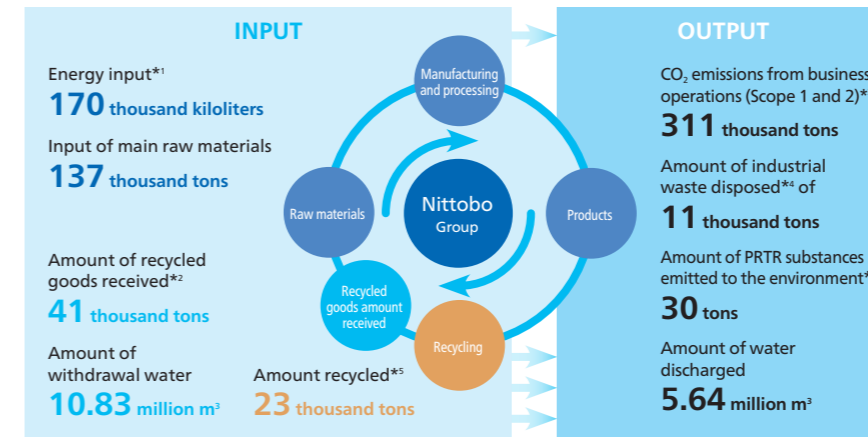 INPUT
Energy input*1
170 thousand kiloliters
Input of main raw materials
137 thousand tons
Amount of recycled
goods received*2
41 thousand tons
Amount of
withdrawal water
10.83 million m³
Manufacturing
and processing
Raw materials
Nittobo
Group
Products
Recycled
goods amount
received
Recycling
Amount recycled*5
23 thousand tons
OUTPUT
CO₂ emissions from business
operations (Scope 1 and 2)*
311 thousand tons
Amount of industrial
waste disposed*4 of
11 thousand tons
Amount of PRTR substances
emitted to the environment*
30 tons
Amount of water
discharged
5.64 million m³